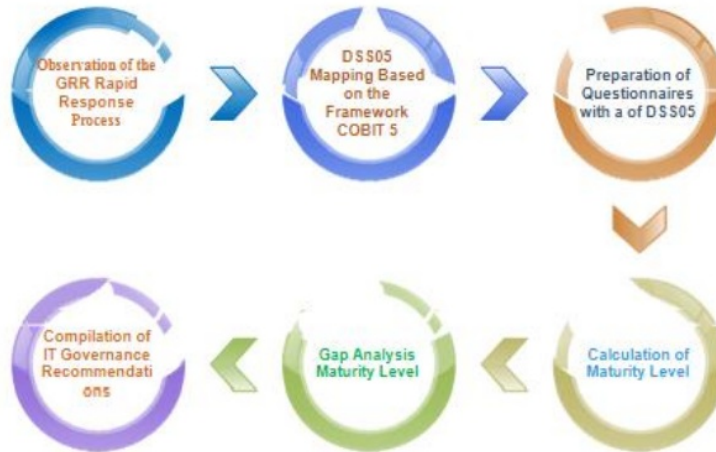 Observation of the
GRR Rapid
Response
Process
DSS05
Mapping Based
on the
Framework
COBIT 5
Preparation of
Questionnaires
with a of DSS05
Calculation of
Maturity Level
Gap Analysis
Maturity Level
Compilation of
IT Governance
Recommendati
ons